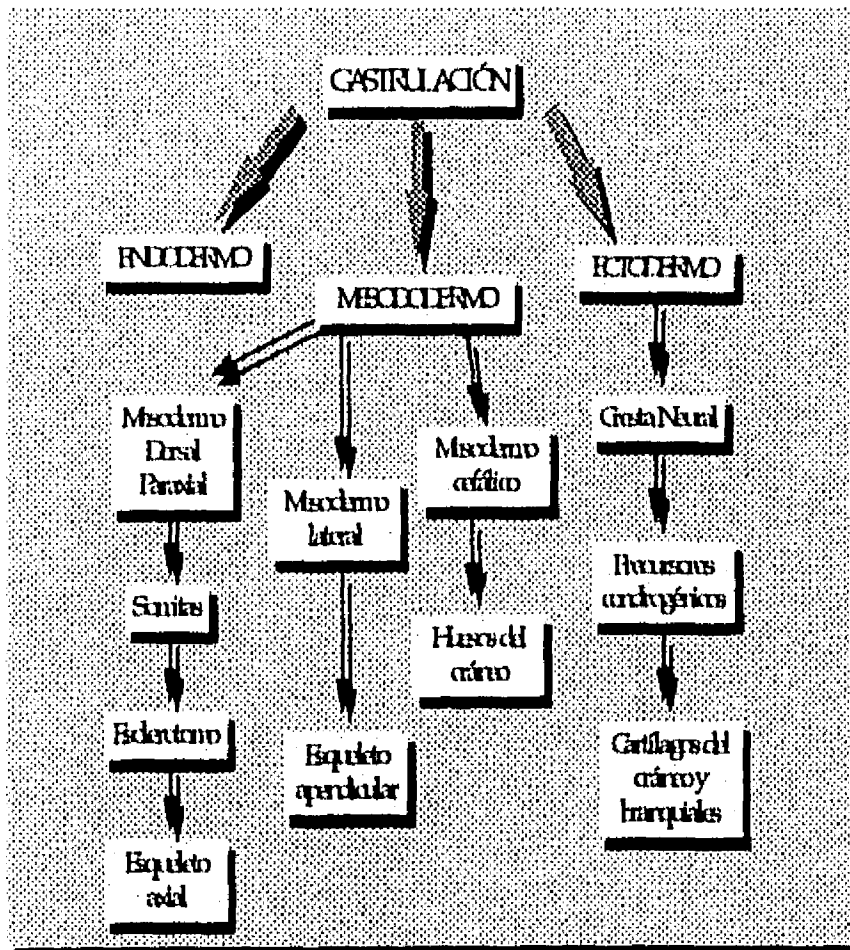 GASTRULACIÓN
ENDODERMO
MESODODERMO
ECTODERMO
Mesodermo
Dorsal
Paraxial
Mesodermo
lateral
Mesodermo
cefálico
Cresta Neural
Somitas
Huesos del
cráneo
Precursores
condrogénicos
Esclerotomo
Esqueleto
apendicular
Cartílagos del
cráneo y
branquiales
Esqueleto
axial